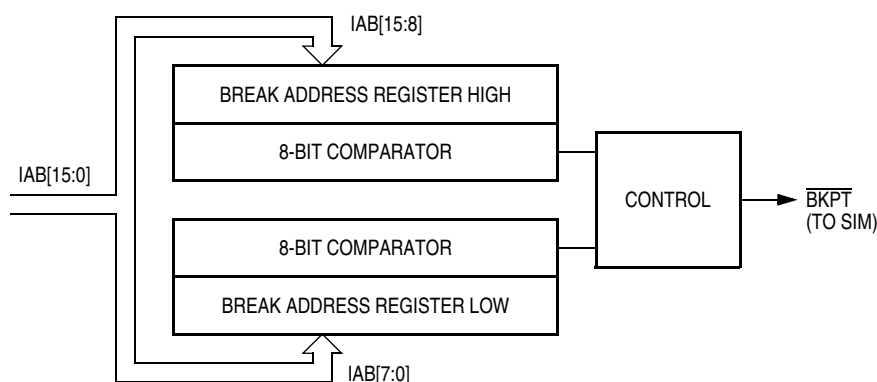 IAB[15:8]
BREAK ADDRESS REGISTER HIGH
8-BIT COMPARATOR
IAB[15:0]
CONTROL
BKPT
(TO SIM)
8-BIT COMPARATOR
BREAK ADDRESS REGISTER LOW
IAB[7:0]